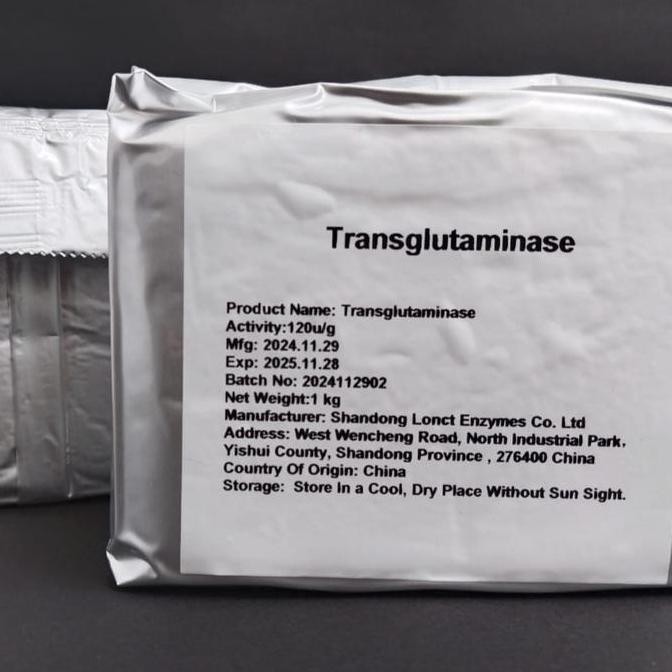 Transglutaminase
Product Name: Transglutaminase
Activity:120u/g
Mfg: 2024.11.29
Exp: 2025.11.28
Batch No: 2024112902
Net Weight:1 kg
Manufacturer: Shandong Lonct Enzymes Co. Ltd
Address: West Wencheng Road, North Industrial Park,
Yishui County, Shandong Province , 276400 China
Country Of Origin: China
Storage:  Store In a Cool, Dry Place Without Sun Sight.